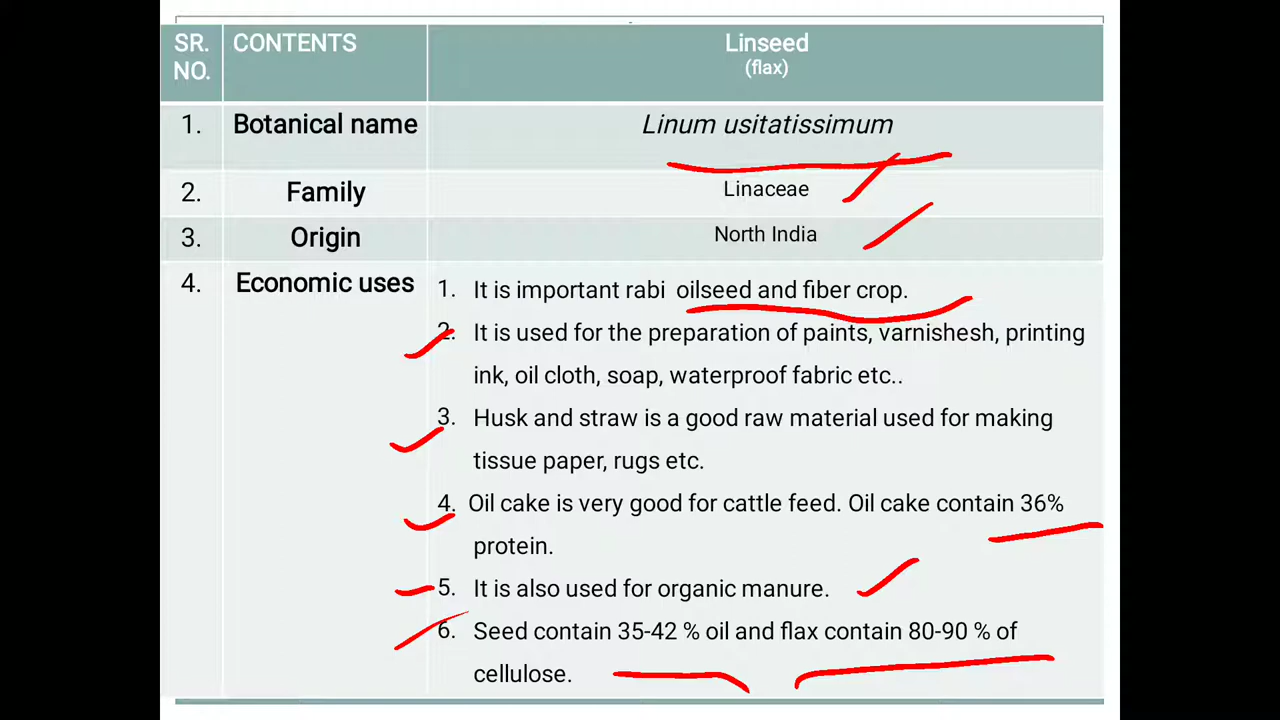 SR. NO. CONTENTS Linseed
(flax)
1. Botanical name Linum usitatissimum
2. Family Linaceae
3. Origin North India
4. Economic uses 1. It is important rabi oilseed and fiber crop.
2. It is used for the preparation of paints, varnishesh, printing
ink, oil cloth, soap, waterproof fabric etc..
3. Husk and straw is a good raw material used for making
tissue paper, rugs etc.
4. Oil cake is very good for cattle feed. Oil cake contain 36%
protein.
5. It is also used for organic manure.
6. Seed contain 35-42 % oil and flax contain 80-90 % of
cellulose.